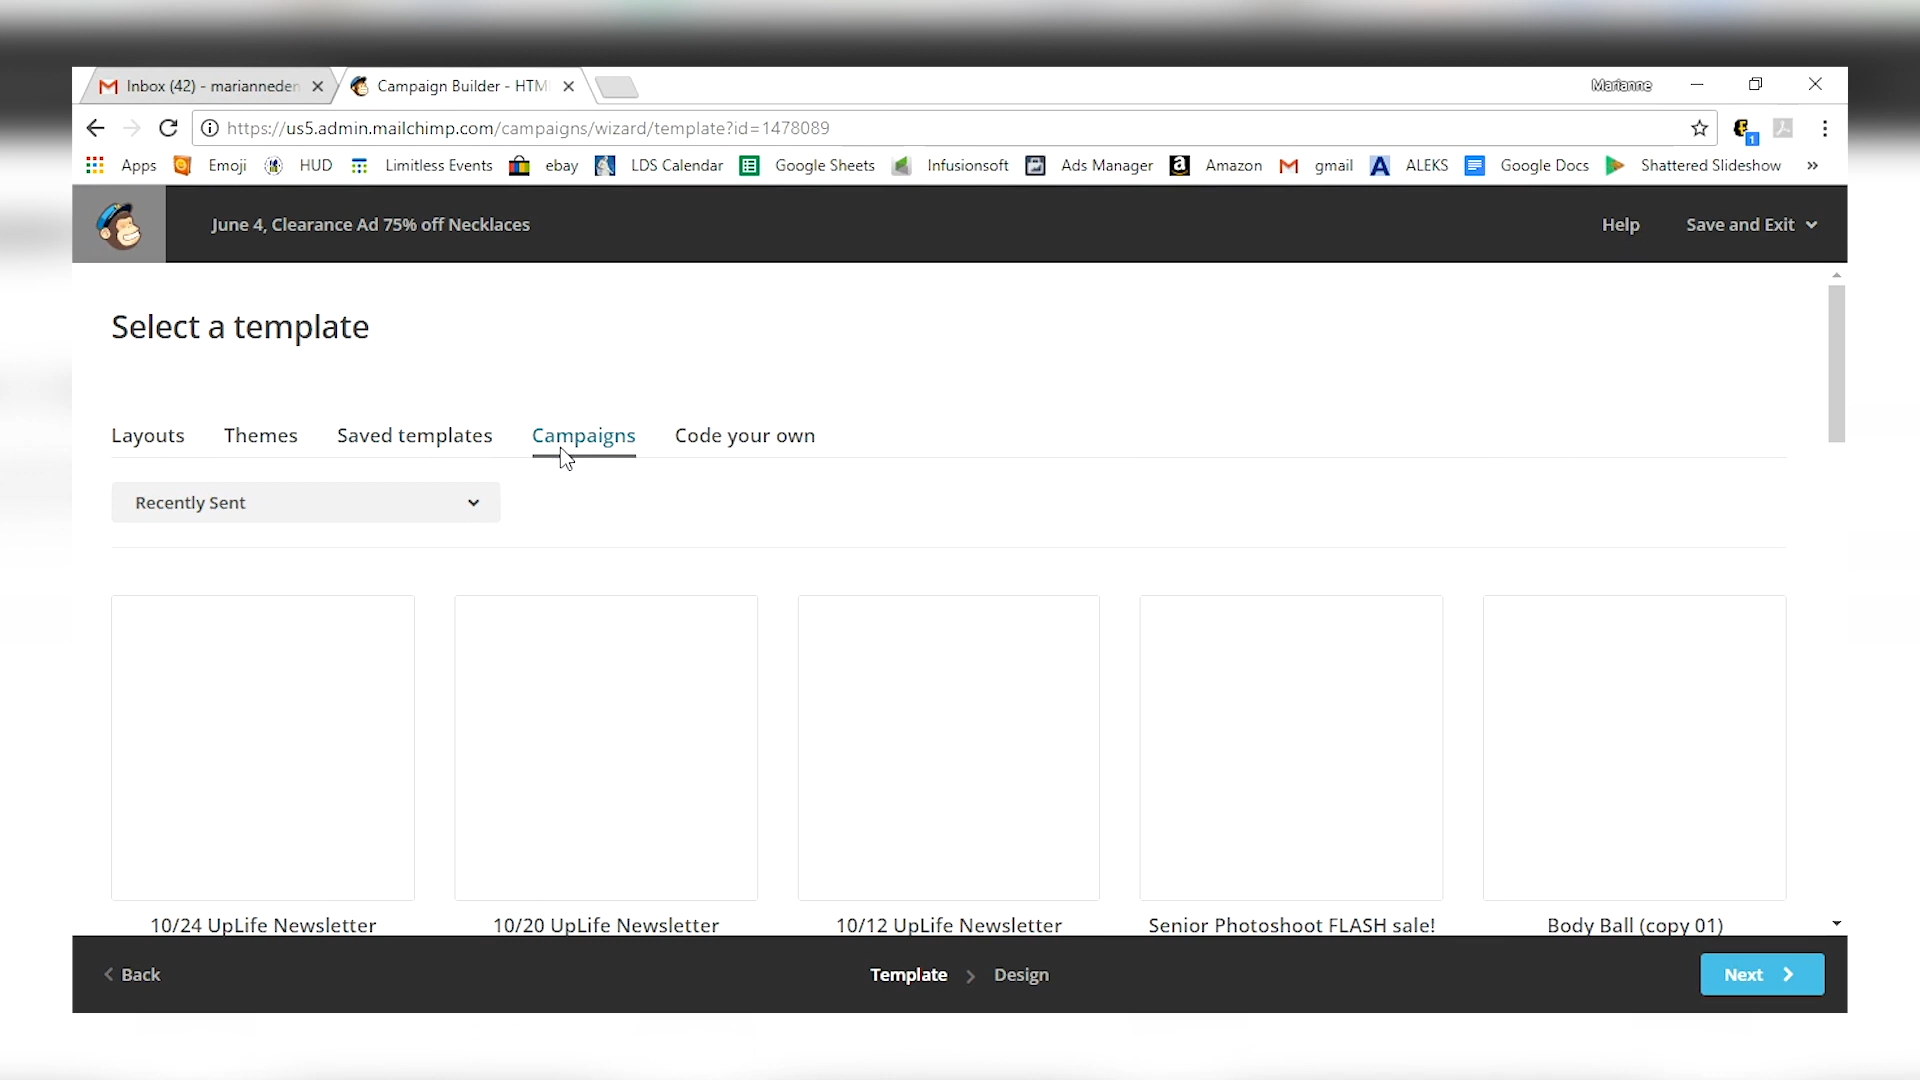 Inbox (42) - marianneden
Campaign Builder - HTM
Marianne
https://us5.admin.mailchimp.com/campaigns/wizard/template?id=1478089
1
Apps Emoji HUD Limitless Events ebay LDS Calendar Google Sheets Infusionsoft Ads Manager Amazon gmail ALEKS Google Docs Shattered Slideshow »
June 4, Clearance Ad 75% off Necklaces
Help Save and Exit
Select a template
Layouts Themes Saved templates Campaigns Code your own
Recently Sent
10/24 UpLife Newsletter 10/20 UpLife Newsletter 10/12 UpLife Newsletter Senior Photoshoot FLASH sale! Body Ball (copy 01)
Back
Template > Design
Next